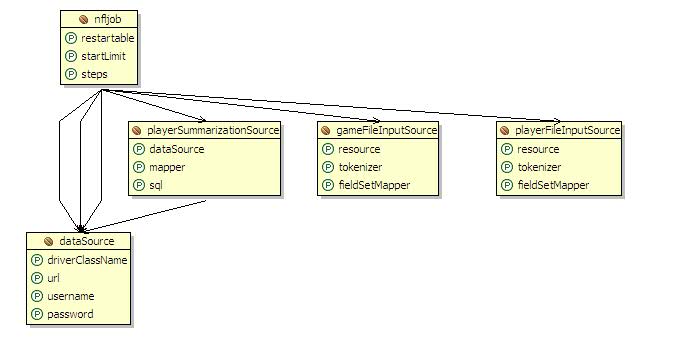 nfljob
restartable
startLimit
steps
playerSummarizationSource
dataSource
mapper
sql
gameFileInputSource
resource
tokenizer
fieldSetMapper
playerFileInputSource
resource
tokenizer
fieldSetMapper
dataSource
driverClassName
url
username
password